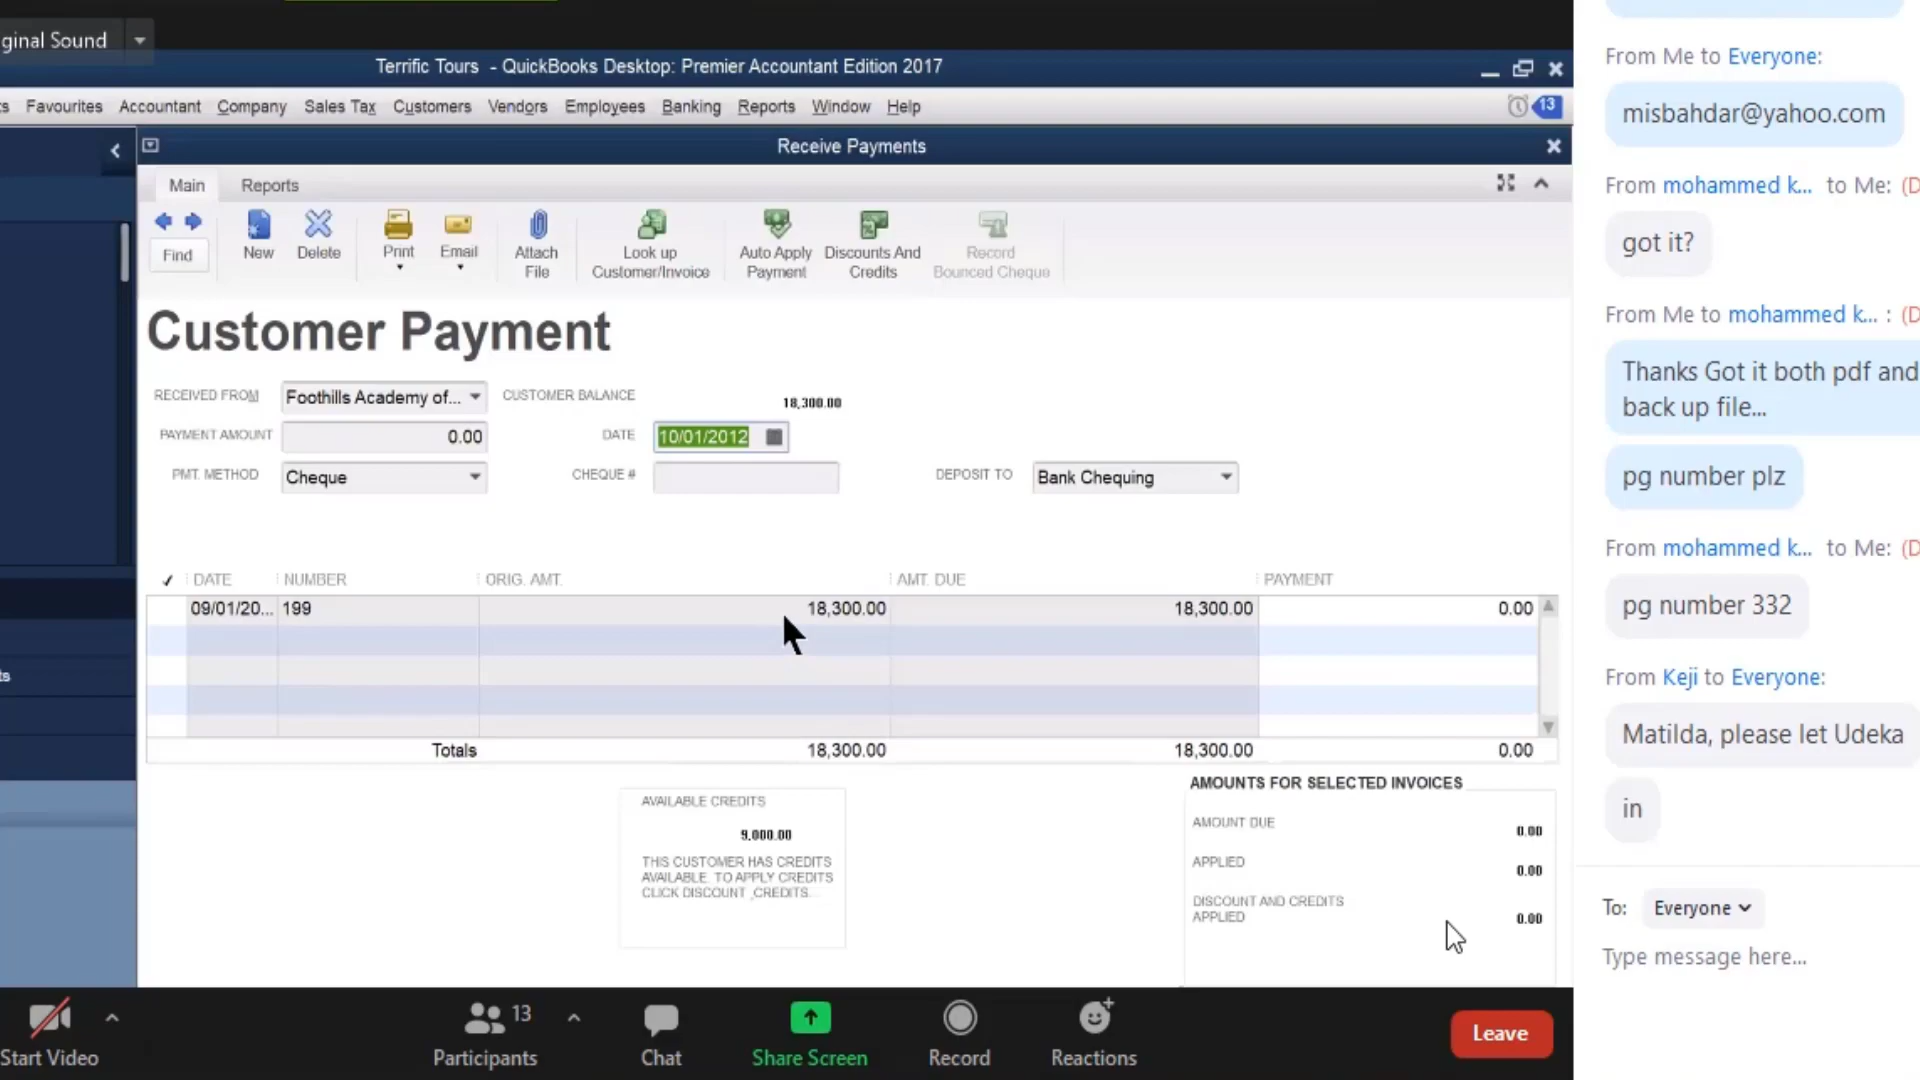 ginal Sound
Terrific Tours - QuickBooks Desktop: Premier Accountant Edition 2017
s Favourites Accountant Company Sales Tax Customers Vendors Employees Banking Reports Window Help
13
Receive Payments
Main Reports
Find
New
Delete
Print
Email
Attach
File
Look up
Customer/Invoice
Auto Apply
Payment
Discounts And
Credits
Record
Bounced Cheque
Customer Payment
RECEIVED FROM Foothills Academy of... CUSTOMER BALANCE 18,300.00
PAYMENT AMOUNT 0.00 DATE 10/01/2012
PMT. METHOD Cheque CHEQUE # DEPOSIT TO Bank Chequing
✓ DATE NUMBER ORIG. AMT. AMT. DUE PAYMENT
09/01/20... 199 18,300.00 18,300.00 0.00
Totals 18,300.00 18,300.00 0.00
AVAILABLE CREDITS
9,000.00
THIS CUSTOMER HAS CREDITS
AVAILABLE. TO APPLY CREDITS
CLICK DISCOUNT ,CREDITS...
AMOUNTS FOR SELECTED INVOICES
AMOUNT DUE 0.00
APPLIED 0.00
DISCOUNT AND CREDITS
APPLIED 0.00
ts
Start Video
Participants 13
Chat
Share Screen
Record
Reactions
Leave
From Me to Everyone:
misbahdar@yahoo.com
From mohammed k... to Me: (D
got it?
From Me to mohammed k... : (D
Thanks Got it both pdf and
back up file...
pg number plz
From mohammed k... to Me: (D
pg number 332
From Keji to Everyone:
Matilda, please let Udeka
in
To: Everyone
Type message here...